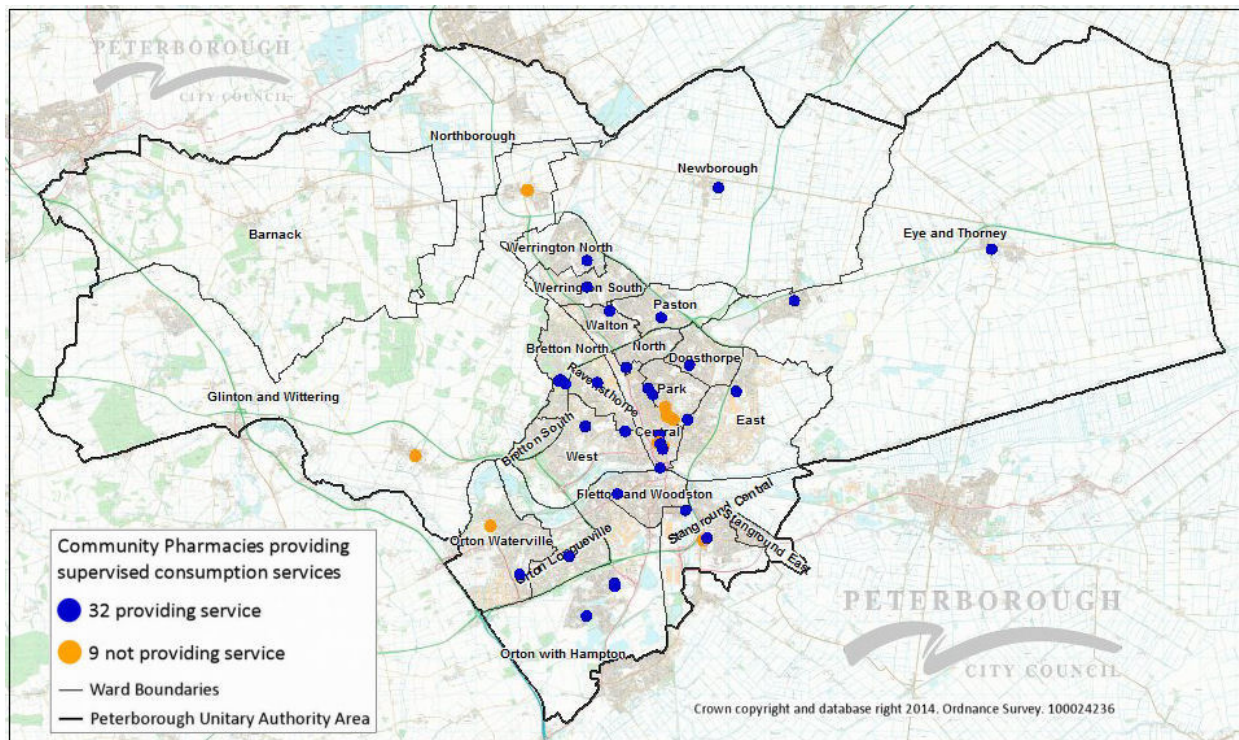 PETERBOROUGH
CITY COUNCIL
Northborough
Newborough
Barnack
Eye and Thorney
Werrington North
Werrington South
Paston
Walton
North
Bretton North
Dogsthorpe
Ravensthorpe
Park
Glinton and Wittering
East
Central
Bretton South
West
Fletton and Woodston
Stanground Central
Stanground East
Orton Waterville
Orton Longueville
Orton with Hampton
Community Pharmacies providing
supervised consumption services
32 providing service
9 not providing service
Ward Boundaries
Peterborough Unitary Authority Area
PETERBOROUGH
CITY COUNCIL
Crown copyright and database right 2014. Ordnance Survey. 100024236